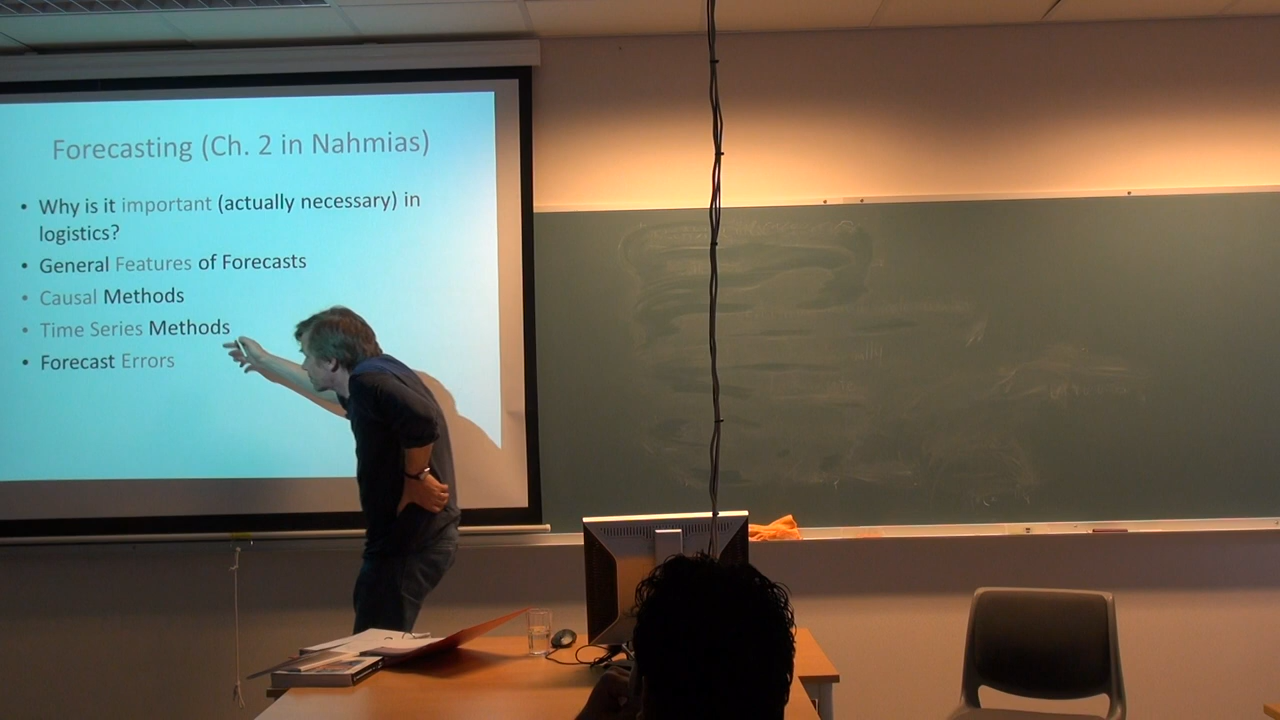 Forecasting (Ch. 2 in Nahmias)
• Why is it important (actually necessary) in
logistics?
• General Features of Forecasts
• Causal Methods
• Time Series Methods
• Forecast Errors